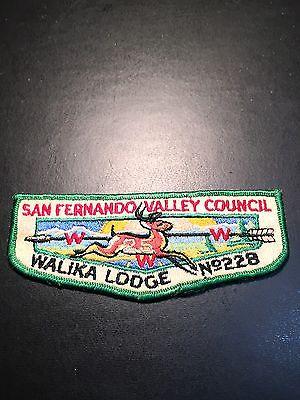 SAN FERNANDO VALLEY COUNCIL
W W
W
WALIKA LODGE Nº228